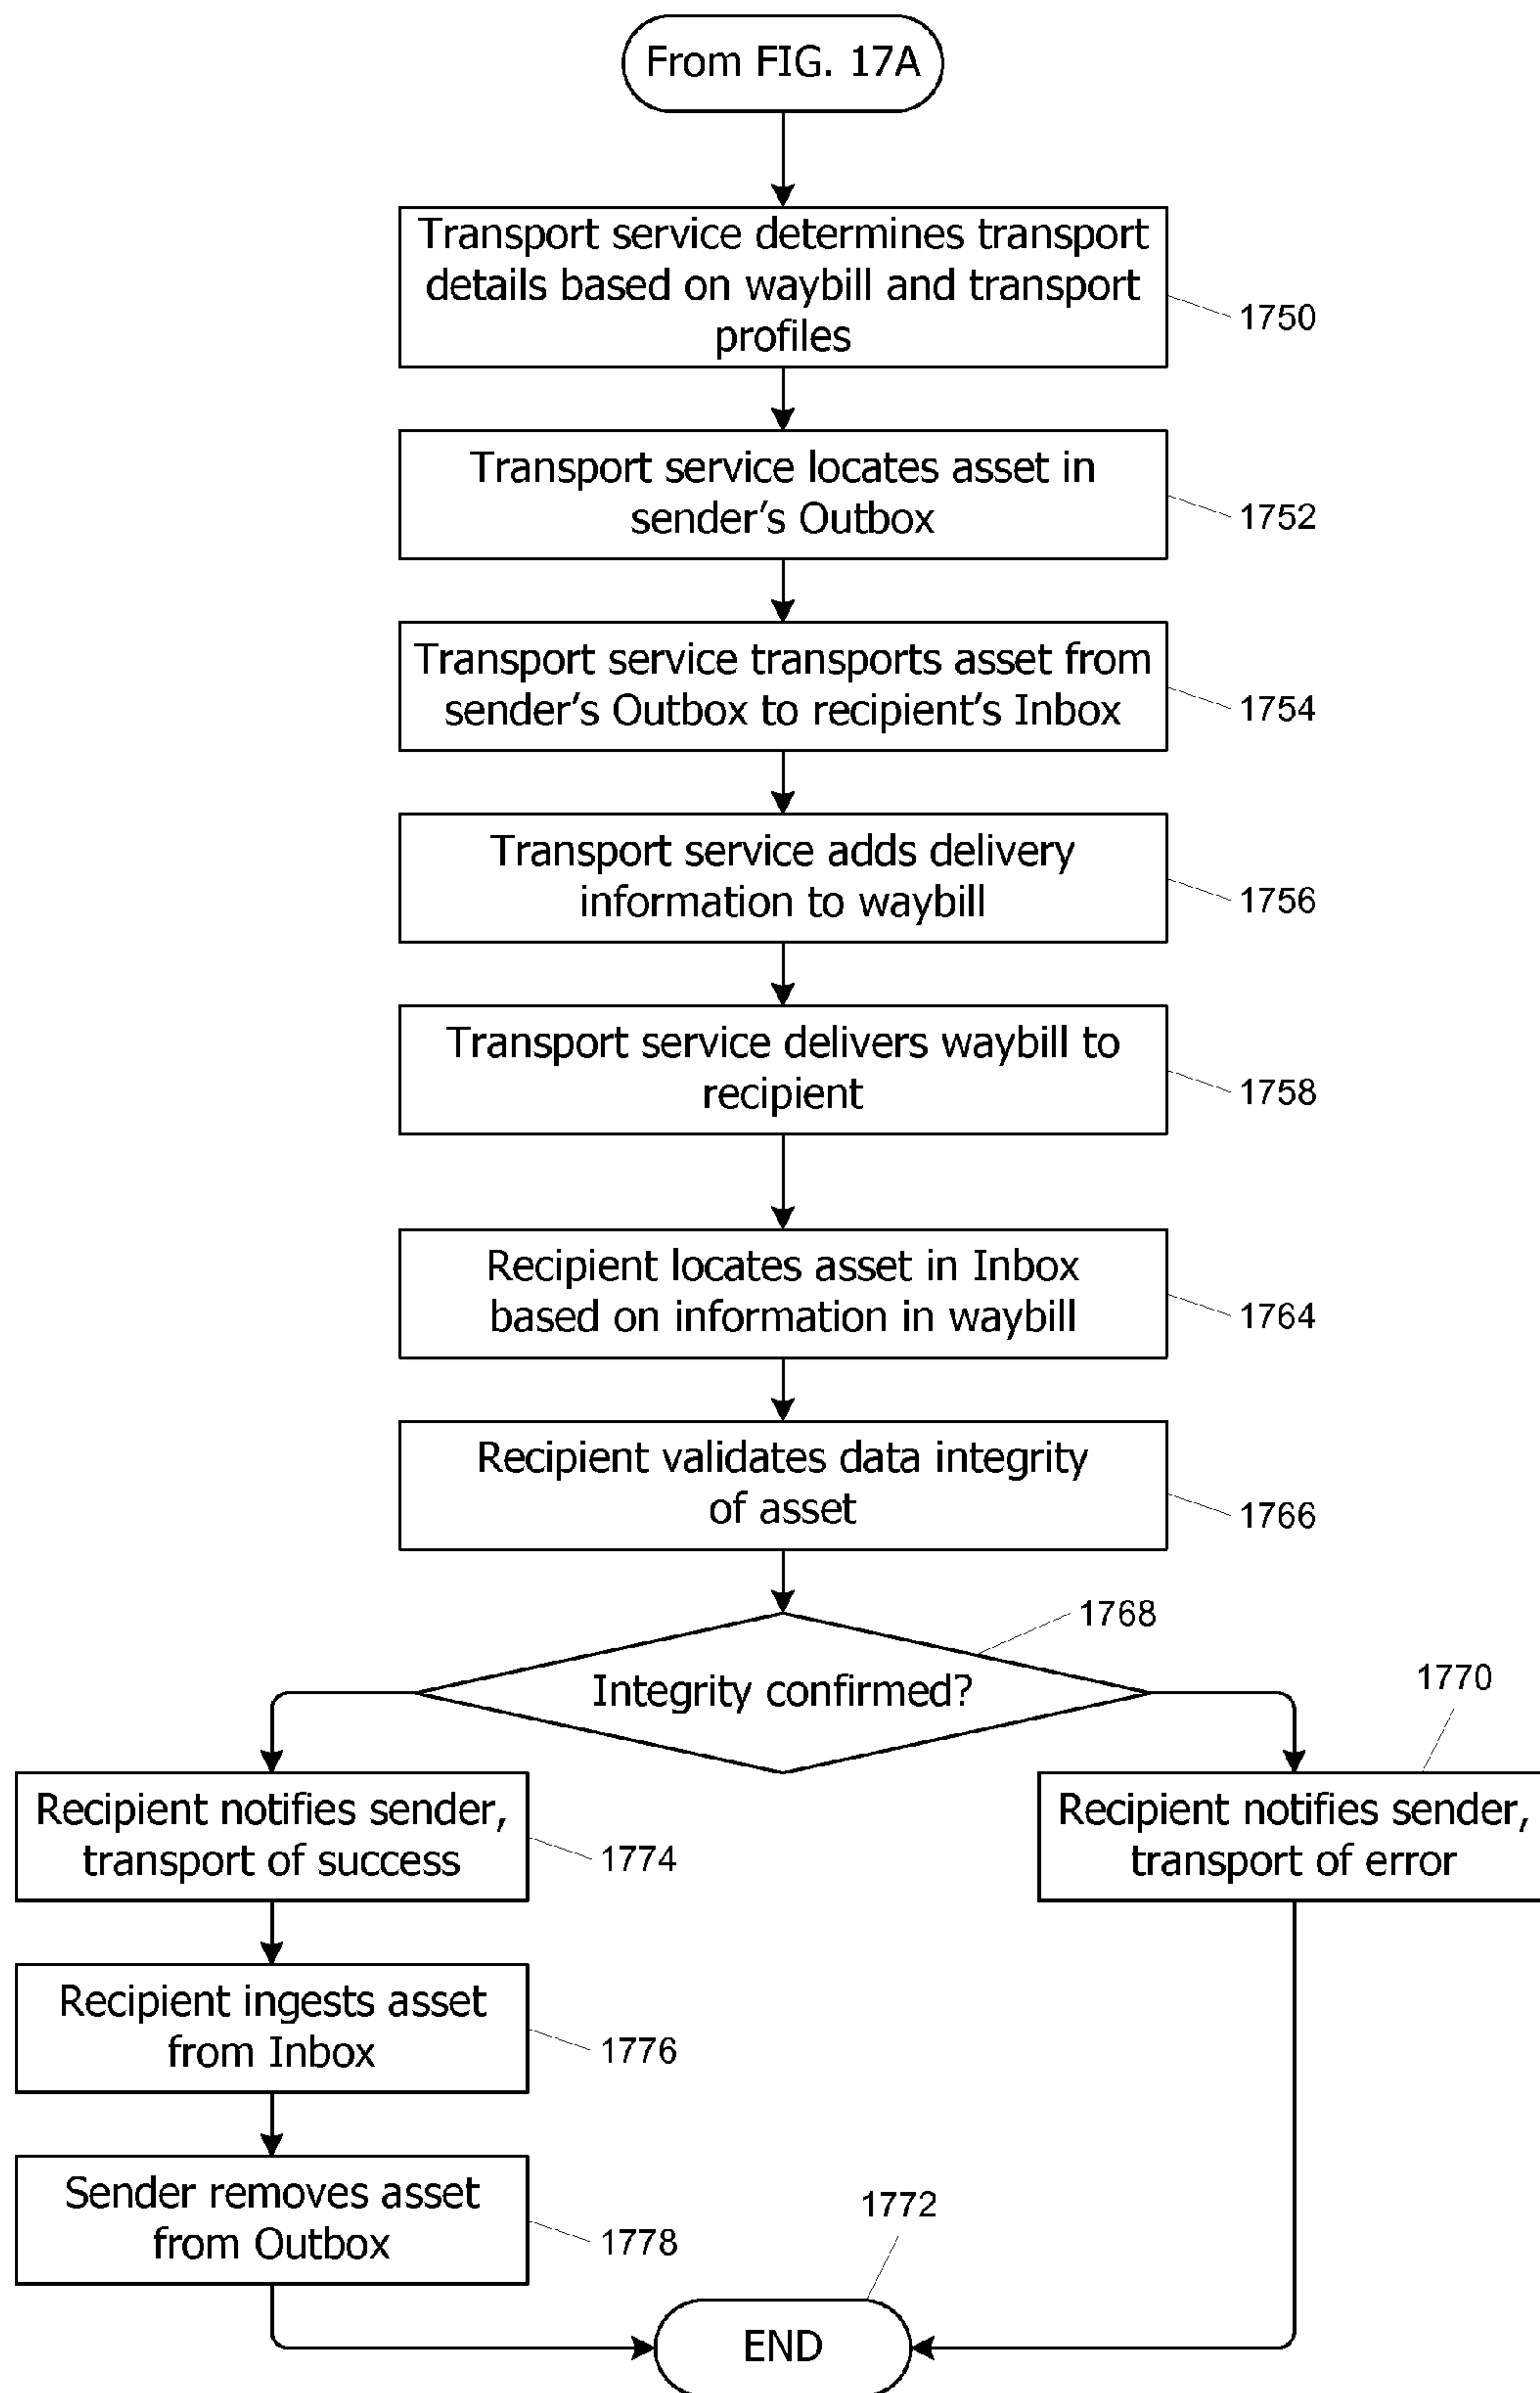 From FIG. 17A
Transport service determines transport
details based on waybill and transport
profiles
1750
Transport service locates asset in
sender's Outbox
1752
Transport service transports asset from
sender's Outbox to recipient's Inbox
1754
Transport service adds delivery
information to waybill
1756
Transport service delivers waybill to
recipient
1758
Recipient locates asset in Inbox
based on information in waybill
1764
Recipient validates data integrity
of asset
1766
1768
Integrity confirmed?
1770
Recipient notifies sender,
transport of success
1774
Recipient notifies sender,
transport of error
Recipient ingests asset
from Inbox
1776
Sender removes asset
from Outbox
1778
1772
END